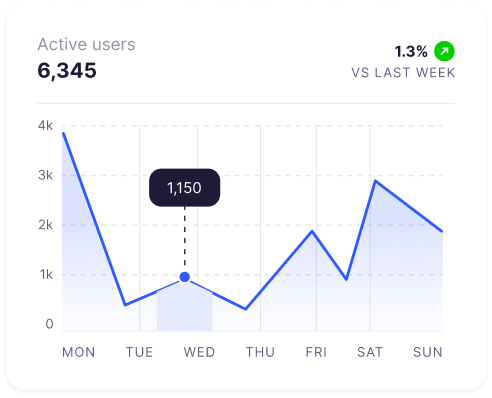 Active users
6,345
1.3%
VS LAST WEEK
4k
3k
1,150
2k
1k
0
MON TUE WED THU FRI SAT SUN